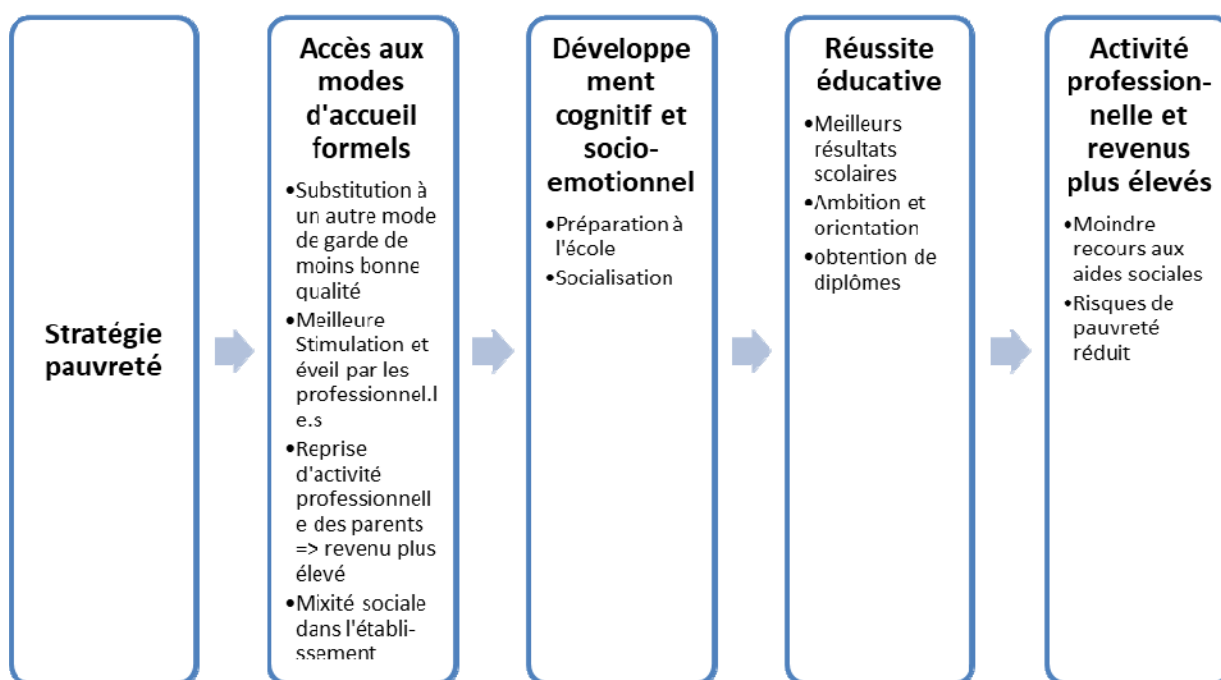 Stratégie
pauvreté
Accès aux
modes
d'accueil
formels
•Substitution à
un autre mode
de garde de
moins bonne
qualité
•Meilleure
Stimulation et
éveil par les
professionnel.l
e.s
•Reprise
d'activité
professionnell
e des parents
=> revenu plus
élevé
•Mixité sociale
dans l'établi-
ssement
Développe
ment
cognitif et
socio-
emotionnel
•Préparation à
l'école
•Socialisation
Réussite
éducative
•Meilleurs
résultats
scolaires
•Ambition et
orientation
•obtention de
diplômes
Activité
profession-
nelle et
revenus
plus élevés
•Moindre
recours aux
aides sociales
•Risques de
pauvreté
réduit